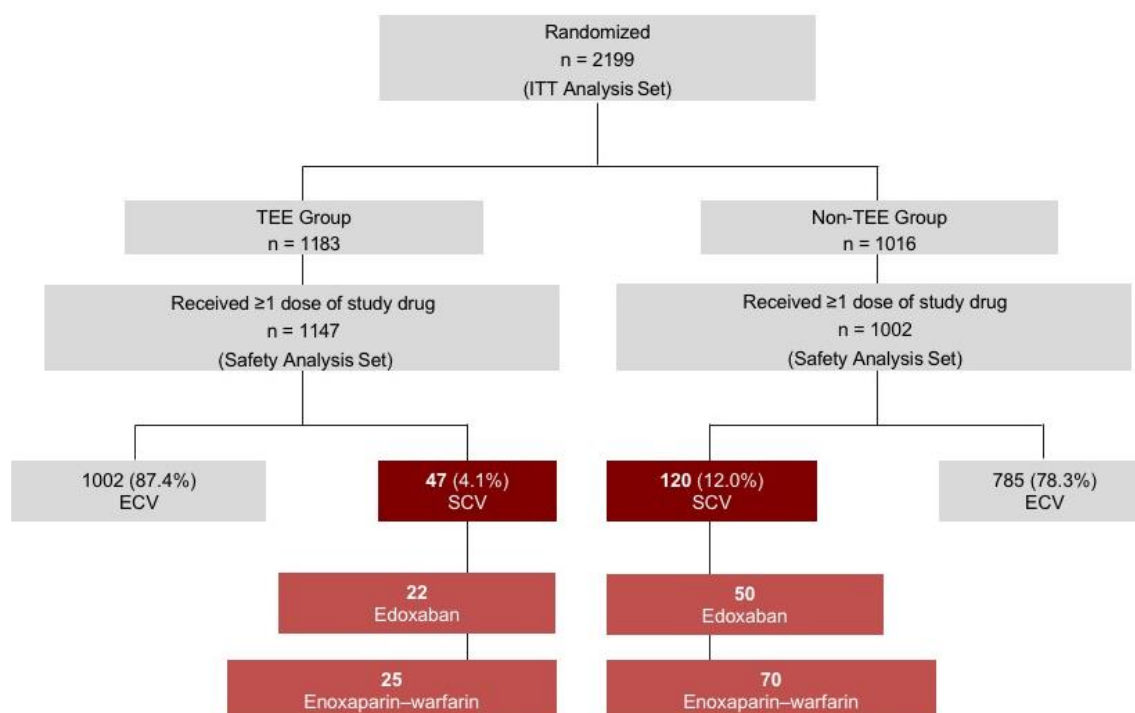 Randomized
n = 2199
(ITT Analysis Set)
TEE Group
n = 1183
Non-TEE Group
n = 1016
Received ≥1 dose of study drug
n = 1147
(Safety Analysis Set)
Received ≥1 dose of study drug
n = 1002
(Safety Analysis Set)
1002 (87.4%)
ECV
47 (4.1%)
SCV
120 (12.0%)
SCV
785 (78.3%)
ECV
22
Edoxaban
50
Edoxaban
25
Enoxaparin–warfarin
70
Enoxaparin–warfarin